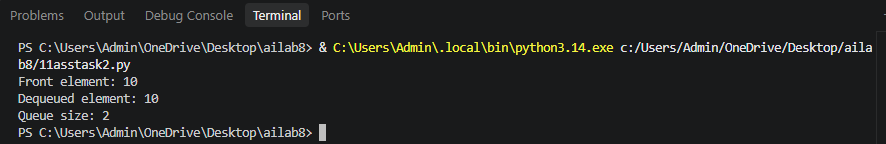 Problems Output Debug Console Terminal Ports
PS C:\Users\Admin\OneDrive\Desktop\ailab8> & C:\Users\Admin\.local\bin\python3.14.exe c:/Users/Admin/OneDrive/Desktop/aila
b8/11asstask2.py
Front element: 10
Dequeued element: 10
Queue size: 2
PS C:\Users\Admin\OneDrive\Desktop\ailab8>